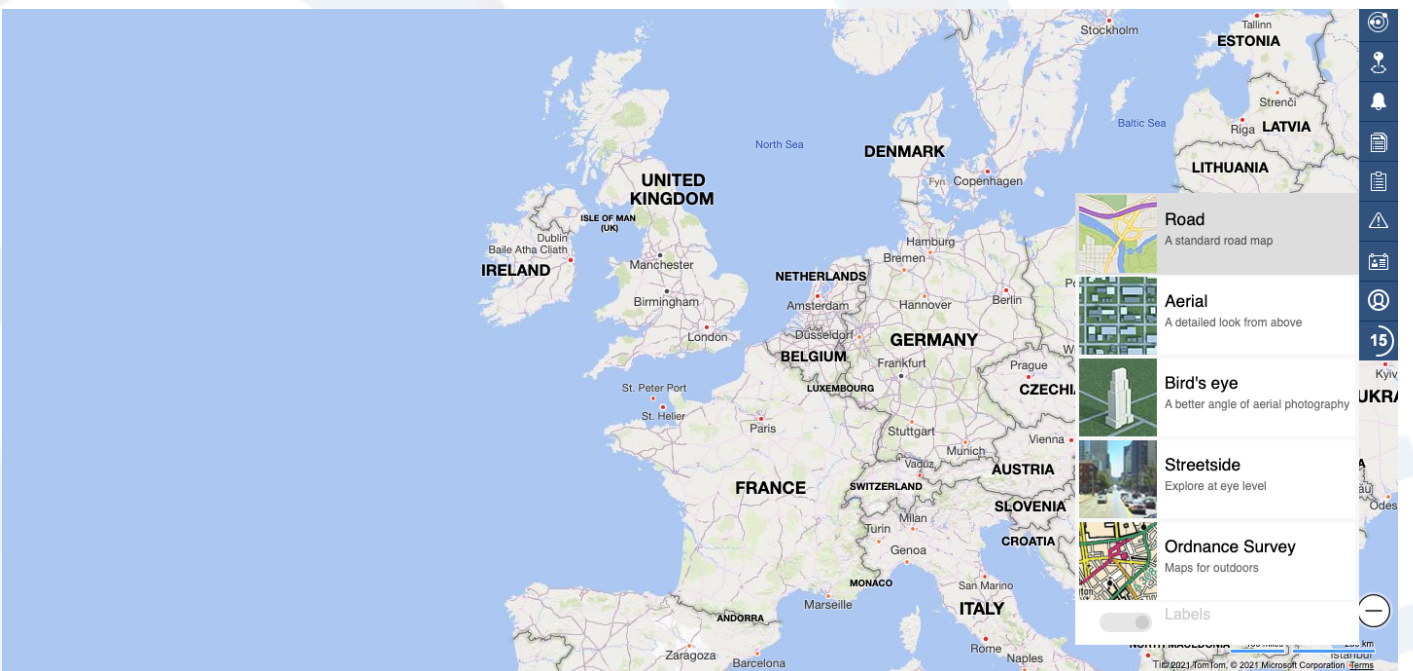 Stockholm
Tallinn
ESTONIA
Strenči
Riga
LATVIA
Baltic Sea
North Sea
DENMARK
LITHUANIA
Fyn
Copenhagen
UNITED
KINGDOM
ISLE OF MAN
(UK)
Dublin
Baile Atha Cliath
IRELAND
Manchester
Birmingham
London
Hamburg
Bremen
NETHERLANDS
Amsterdam
Hannover
Berlin
Düsseldorf
GERMANY
BELGIUM
Frankfurt
Prague
LUXEMBOURG
CZECHI
St. Peter Port
St. Helier
Paris
Stuttgart
Munich
Vienna
Vaduz
AUSTRIA
FRANCE
SWITZERLAND
SLOVENIA
Milan
Turin
CROATIA
Genoa
MONACO
San Marino
Marseille
ITALY
ANDORRA
Rome
Naples
Zaragoza
Barcelona
Road
A standard road map
Aerial
A detailed look from above
Bird's eye
A better angle of aerial photography
Streetside
Explore at eye level
Ordnance Survey
Maps for outdoors
Labels
15
Kyiv
UKR
Odes
© 2021 TomTom, © 2021 Microsoft Corporation Terms